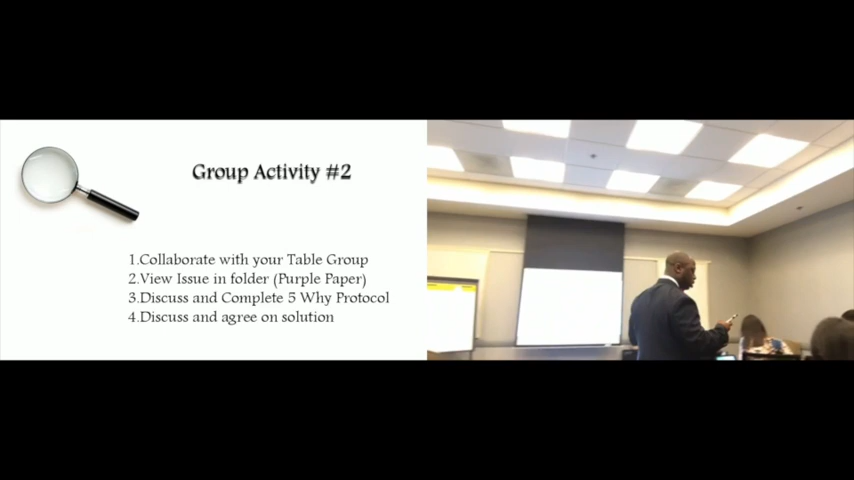 Group Activity #2
1.Collaborate with your Table Group
2.View Issue in folder (Purple Paper)
3.Discuss and Complete 5 Why Protocol
4.Discuss and agree on solution